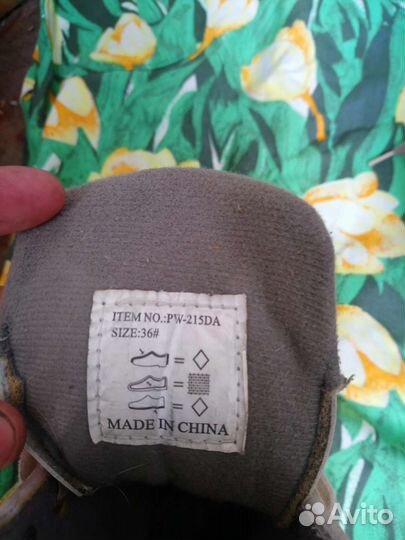 ITEM NO.:PW-215DA
SIZE:36#
=
=
=
MADE IN CHINA
Avito